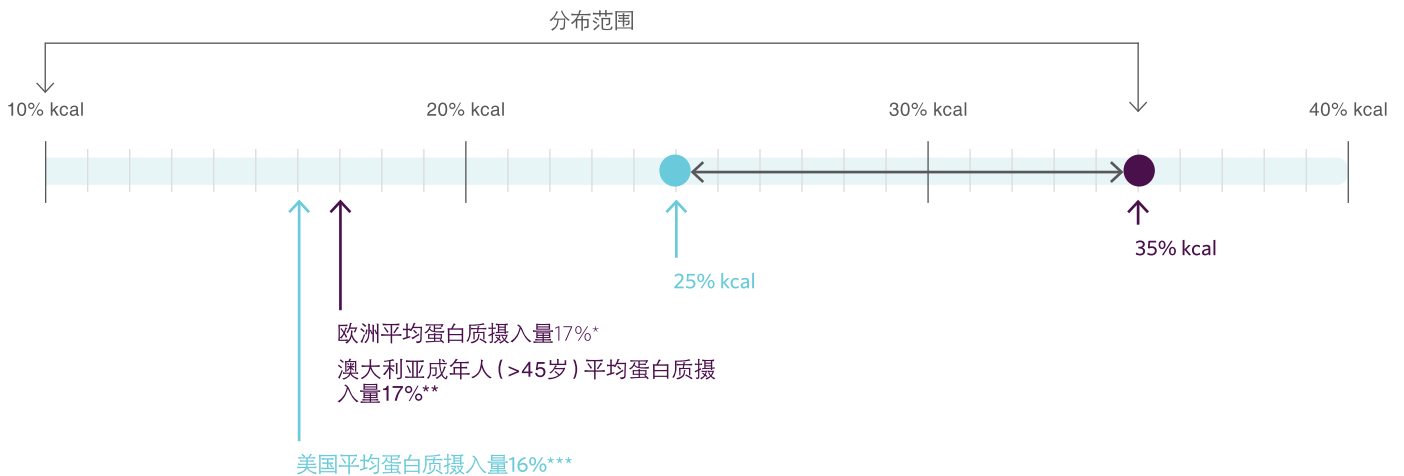 分布范围
10% kcal
20% kcal
30% kcal
40% kcal
35% kcal
25% kcal
欧洲平均蛋白质摄入量17%*
澳大利亚成年人（>45岁）平均蛋白质摄
入量17%**
美国平均蛋白质摄入量16%***